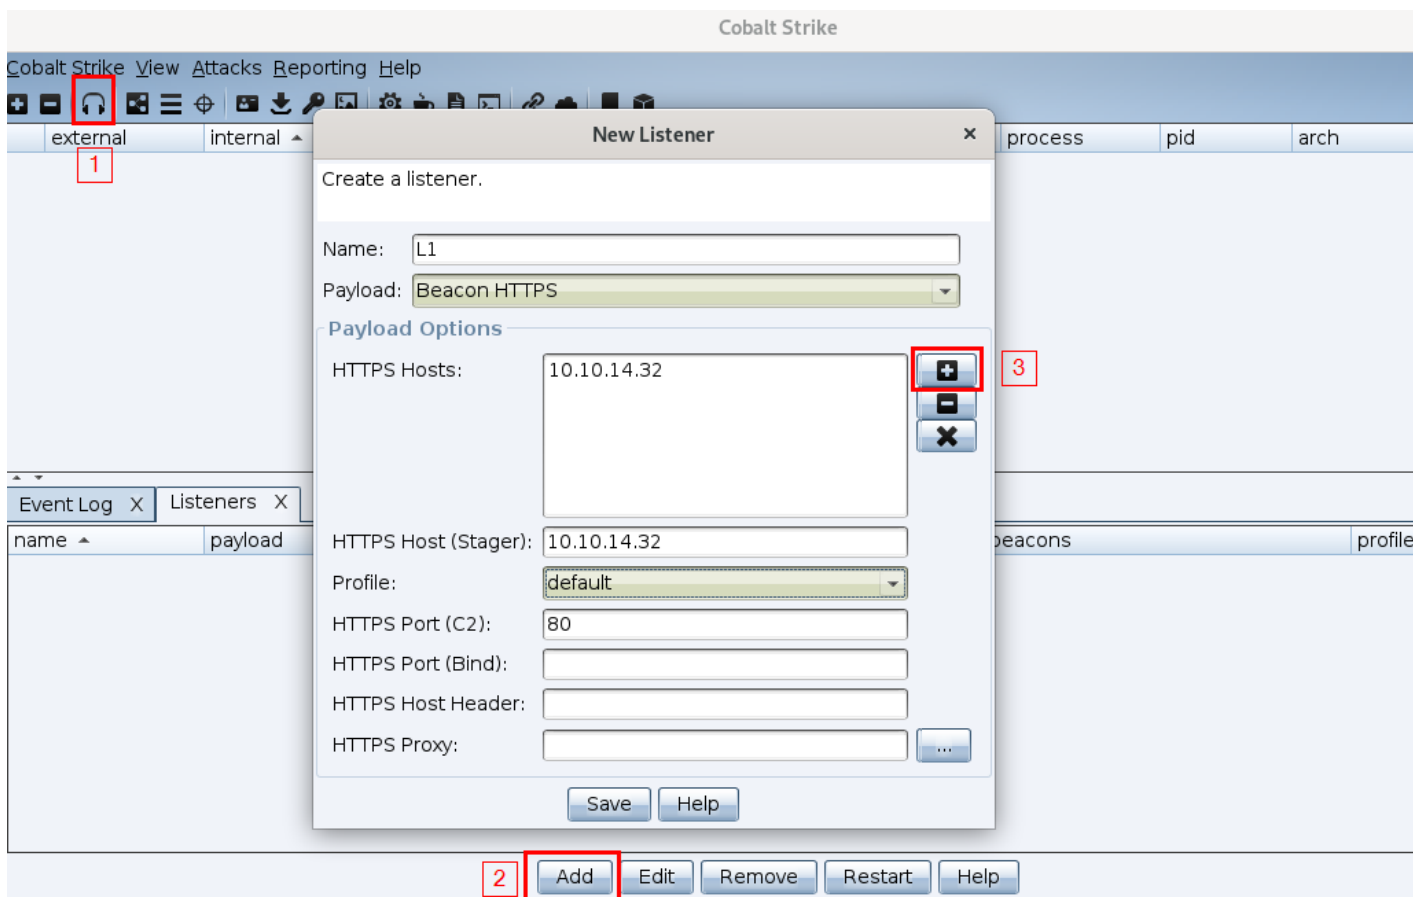 Cobalt Strike
Cobalt Strike View Attacks Reporting Help
external internal process pid arch
1
New Listener
Create a listener.
Name: L1
Payload: Beacon HTTPS
Payload Options
HTTPS Hosts: 10.10.14.32
3
Event Log X Listeners X
name payload beacons profile
HTTPS Host (Stager): 10.10.14.32
Profile: default
HTTPS Port (C2): 80
HTTPS Port (Bind):
HTTPS Host Header:
HTTPS Proxy: ...
Save Help
2 Add Edit Remove Restart Help